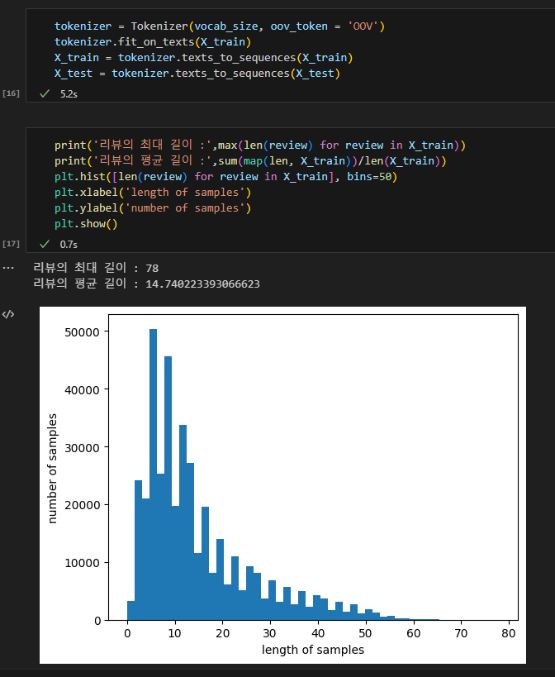 tokenizer = Tokenizer(vocab_size, oov_token = 'OOV')
tokenizer.fit_on_texts(X_train)
X_train = tokenizer.texts_to_sequences(X_train)
X_test = tokenizer.texts_to_sequences(X_test)
[16] ✓ 5.2s
print('리뷰의 최대 길이 :',max(len(review) for review in X_train))
print('리뷰의 평균 길이 :',sum(map(len, X_train))/len(X_train))
plt.hist([len(review) for review in X_train], bins=50)
plt.xlabel('length of samples')
plt.ylabel('number of samples')
plt.show()
[17] ✓ 0.7s
... 리뷰의 최대 길이 : 78
리뷰의 평균 길이 : 14.740223393066623
</>
50000
40000
30000
20000
10000
0
number of samples
0 10 20 30 40 50 60 70 80
length of samples